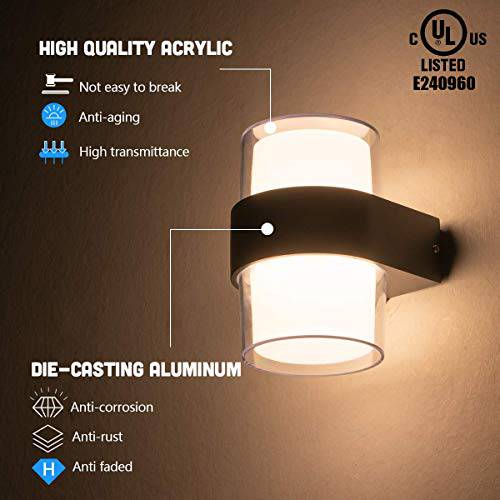 HIGH QUALITY ACRYLIC
Not easy to break
Anti-aging
High transmittance
C UL US
LISTED
E240960
DIE-CASTING ALUMINUM
Anti-corrosion
Anti-rust
H Anti faded